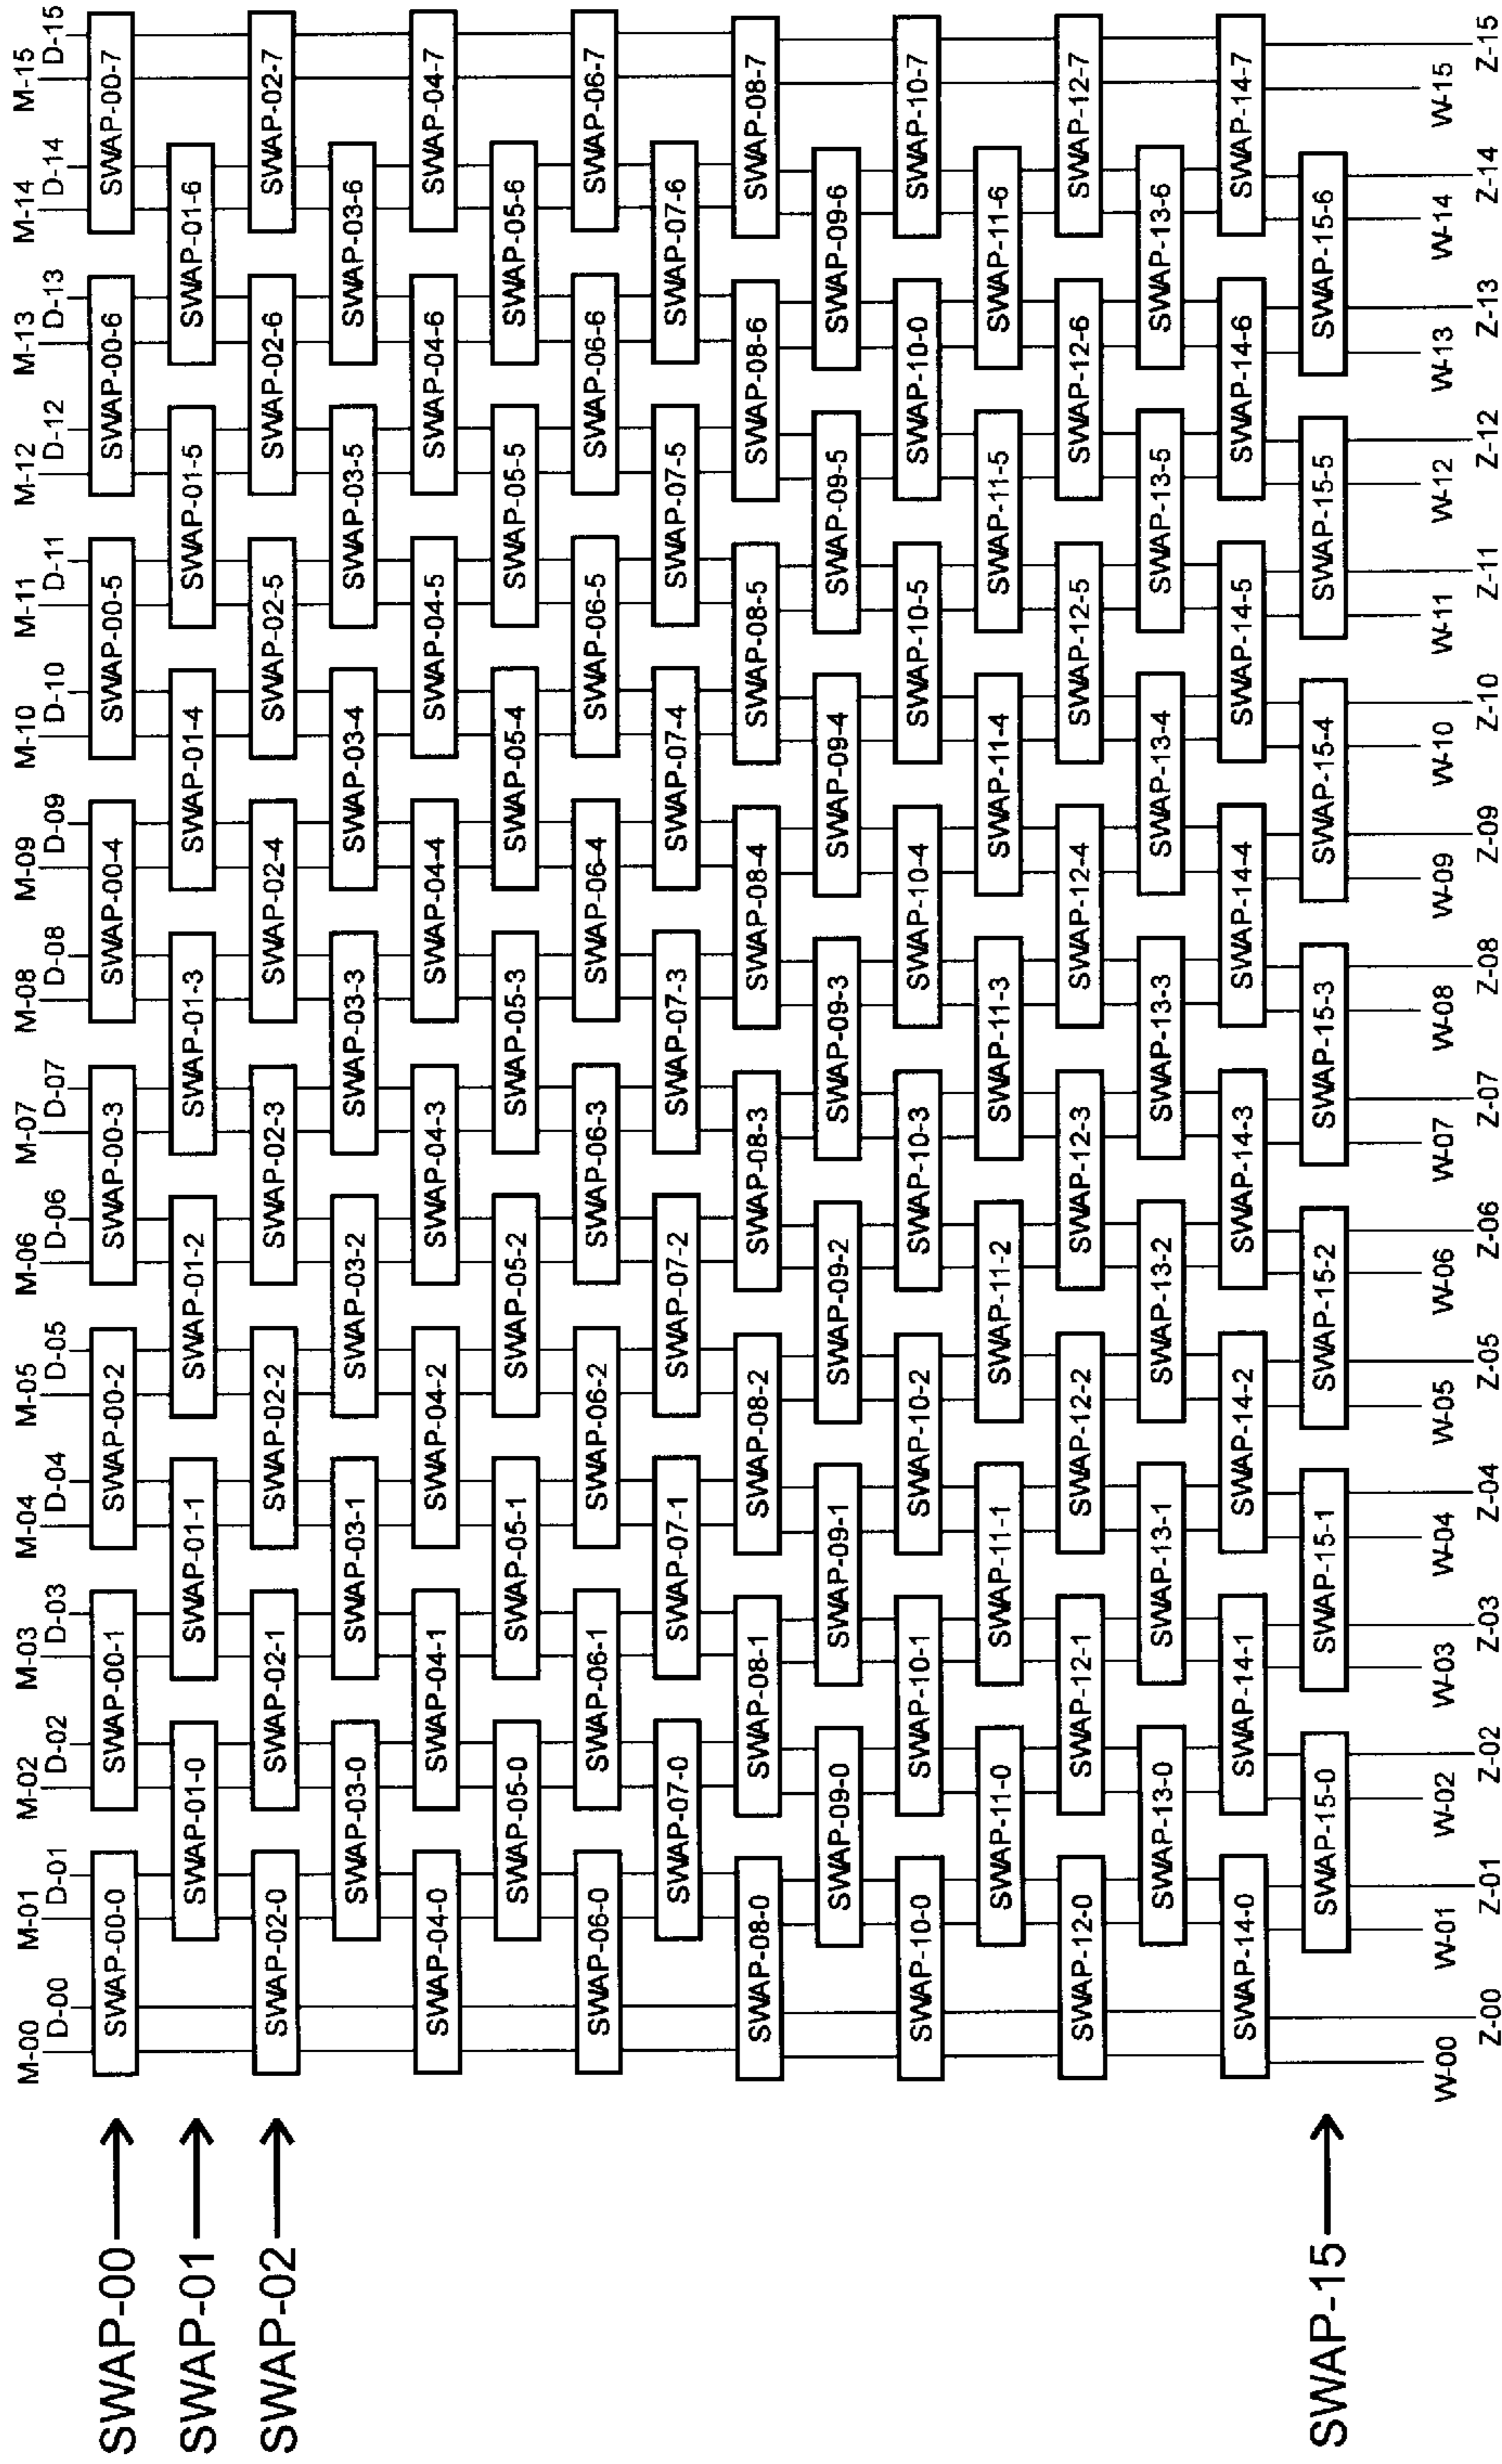 M-00 M-01 M-02 M-03 M-04 M-05 M-06 M-07 M-08 M-09 M-10 M-11 M-12 M-13 M-14 M-15
D-00 D-01 D-02 D-03 D-04 D-05 D-06 D-07 D-08 D-09 D-10 D-11 D-12 D-13 D-14 D-15
SWAP-00 SWAP-00-0 SWAP-00-1 SWAP-00-2 SWAP-00-3 SWAP-00-4 SWAP-00-5 SWAP-00-6 SWAP-00-7
SWAP-01 SWAP-01-0 SWAP-01-1 SWAP-01-2 SWAP-01-3 SWAP-01-4 SWAP-01-5 SWAP-01-6
SWAP-02 SWAP-02-0 SWAP-02-1 SWAP-02-2 SWAP-02-3 SWAP-02-4 SWAP-02-5 SWAP-02-6 SWAP-02-7
SWAP-03-0 SWAP-03-1 SWAP-03-2 SWAP-03-3 SWAP-03-4 SWAP-03-5 SWAP-03-6
SWAP-04-0 SWAP-04-1 SWAP-04-2 SWAP-04-3 SWAP-04-4 SWAP-04-5 SWAP-04-6 SWAP-04-7
SWAP-05-0 SWAP-05-1 SWAP-05-2 SWAP-05-3 SWAP-05-4 SWAP-05-5 SWAP-05-6
SWAP-06-0 SWAP-06-1 SWAP-06-2 SWAP-06-3 SWAP-06-4 SWAP-06-5 SWAP-06-6 SWAP-06-7
SWAP-07-0 SWAP-07-1 SWAP-07-2 SWAP-07-3 SWAP-07-4 SWAP-07-5 SWAP-07-6
SWAP-08-0 SWAP-08-1 SWAP-08-2 SWAP-08-3 SWAP-08-4 SWAP-08-5 SWAP-08-6 SWAP-08-7
SWAP-09-0 SWAP-09-1 SWAP-09-2 SWAP-09-3 SWAP-09-4 SWAP-09-5 SWAP-09-6
SWAP-10-0 SWAP-10-1 SWAP-10-2 SWAP-10-3 SWAP-10-4 SWAP-10-5 SWAP-10-0 SWAP-10-7
SWAP-11-0 SWAP-11-1 SWAP-11-2 SWAP-11-3 SWAP-11-4 SWAP-11-5 SWAP-11-6
SWAP-12-0 SWAP-12-1 SWAP-12-2 SWAP-12-3 SWAP-12-4 SWAP-12-5 SWAP-12-6 SWAP-12-7
SWAP-13-0 SWAP-13-1 SWAP-13-2 SWAP-13-3 SWAP-13-4 SWAP-13-5 SWAP-13-6
SWAP-14-0 SWAP-14-1 SWAP-14-2 SWAP-14-3 SWAP-14-4 SWAP-14-5 SWAP-14-6 SWAP-14-7
SWAP-15 SWAP-15-0 SWAP-15-1 SWAP-15-2 SWAP-15-3 SWAP-15-4 SWAP-15-5 SWAP-15-6
W-00 W-01 W-02 W-03 W-04 W-05 W-06 W-07 W-08 W-09 W-10 W-11 W-12 W-13 W-14 W-15
Z-00 Z-01 Z-02 Z-03 Z-04 Z-05 Z-06 Z-07 Z-08 Z-09 Z-10 Z-11 Z-12 Z-13 Z-14 Z-15